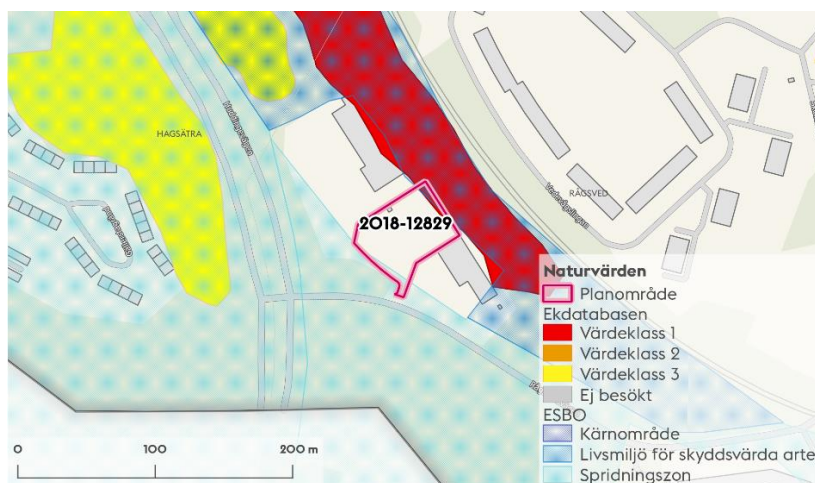 HAGSÄTRA
Huddingevägen
RÅGSVED
2018-12829
Naturvärden
Planområde
Ekdatabasen
Värdeklass 1
Värdeklass 2
Värdeklass 3
Ej besökt
ESBO
Kärnområde
Livsmiljö för skyddsvärda arte
Spridningszon
0 100 200 m